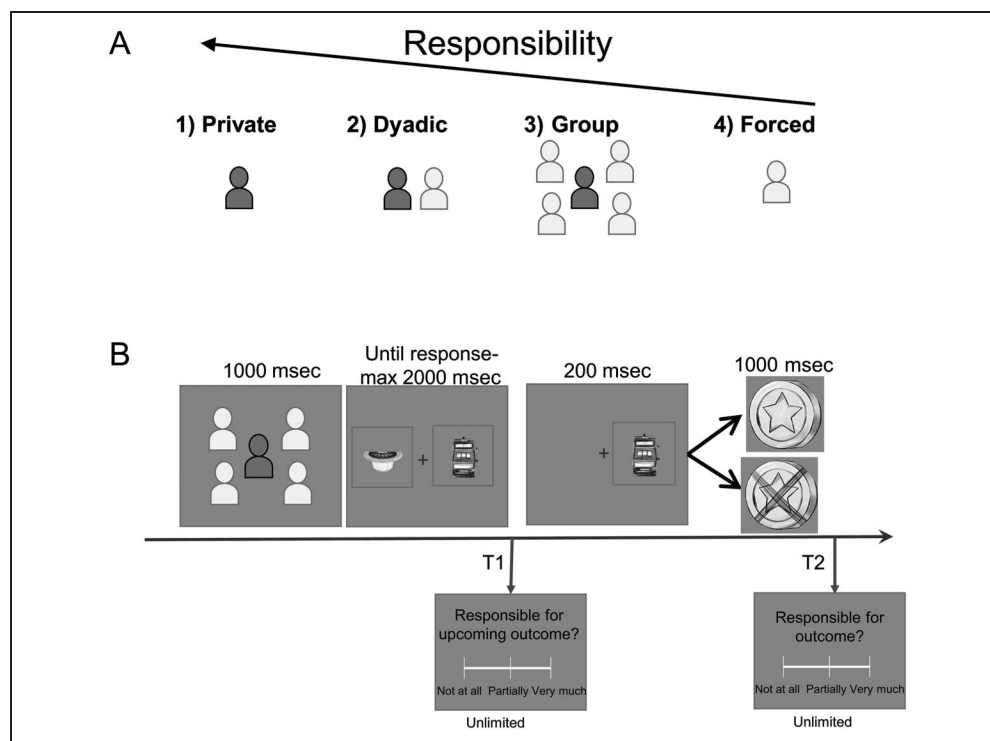 A
Responsibility
1) Private
2) Dyadic
3) Group
4) Forced
B
1000 msec
Until response-
max 2000 msec
200 msec
1000 msec
T1
T2
Responsible for
upcoming outcome?
Not at all Partially Very much
Unlimited
Responsible for
outcome?
Not at all Partially Very much
Unlimited